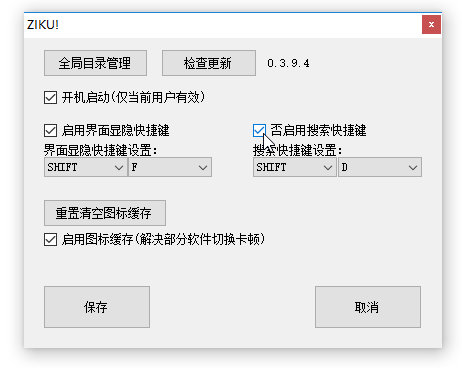 ZIKU!
全局目录管理 检查更新 0.3.9.4
开机启动(仅当前用户有效)
启用界面显隐快捷键 否启用搜索快捷键
界面显隐快捷键设置: 搜索快捷键设置:
SHIFT F SHIFT D
重置清空图标缓存
启用图标缓存(解决部分软件切换卡顿)
保存 取消